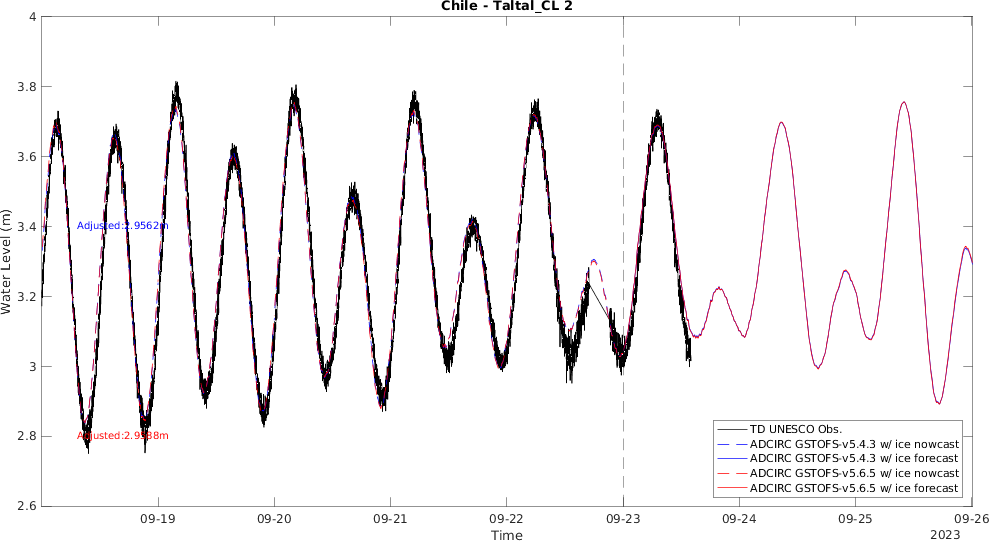 Chile - Taltal_CL 2
Water Level (m)
4
3.8
3.6
3.4
3.2
3
2.8
2.6
Adjusted:2.9562m
09-19
09-20
09-21
09-22
09-23
09-24
09-25
09-26
Time
2023
TD UNESCO Obs.
ADCIRC GSTOFS-v5.4.3 w/ ice nowcast
ADCIRC GSTOFS-v5.4.3 w/ ice forecast
ADCIRC GSTOFS-v5.6.5 w/ ice nowcast
ADCIRC GSTOFS-v5.6.5 w/ ice forecast